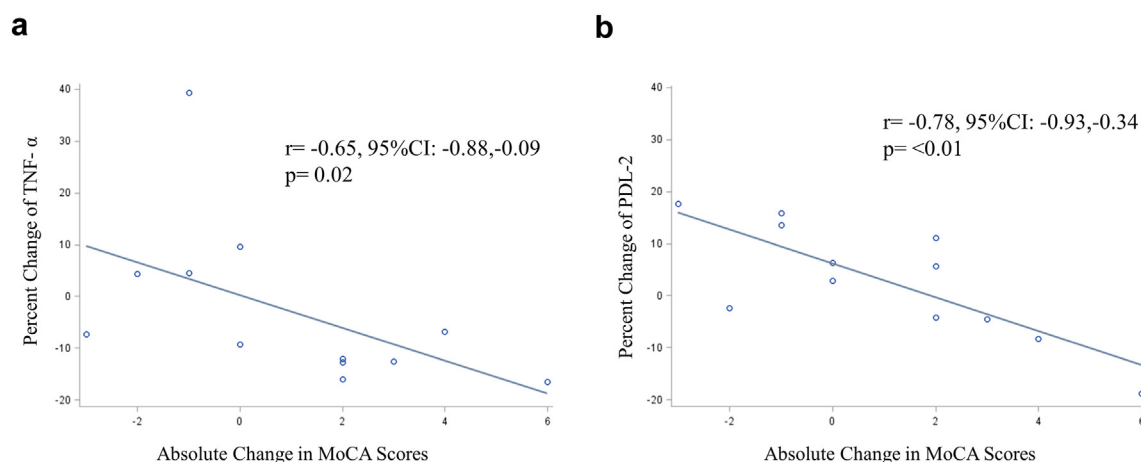 a
b
40
30
20
10
0
-10
-20
Percent Change of TNF- α
r= -0.65, 95%CI: -0.88,-0.09
p= 0.02
-2
0
2
4
6
Absolute Change in MoCA Scores
40
30
20
10
0
-10
-20
Percent Change of PDL-2
r= -0.78, 95%CI: -0.93,-0.34
p= <0.01
-2
0
2
4
6
Absolute Change in MoCA Scores